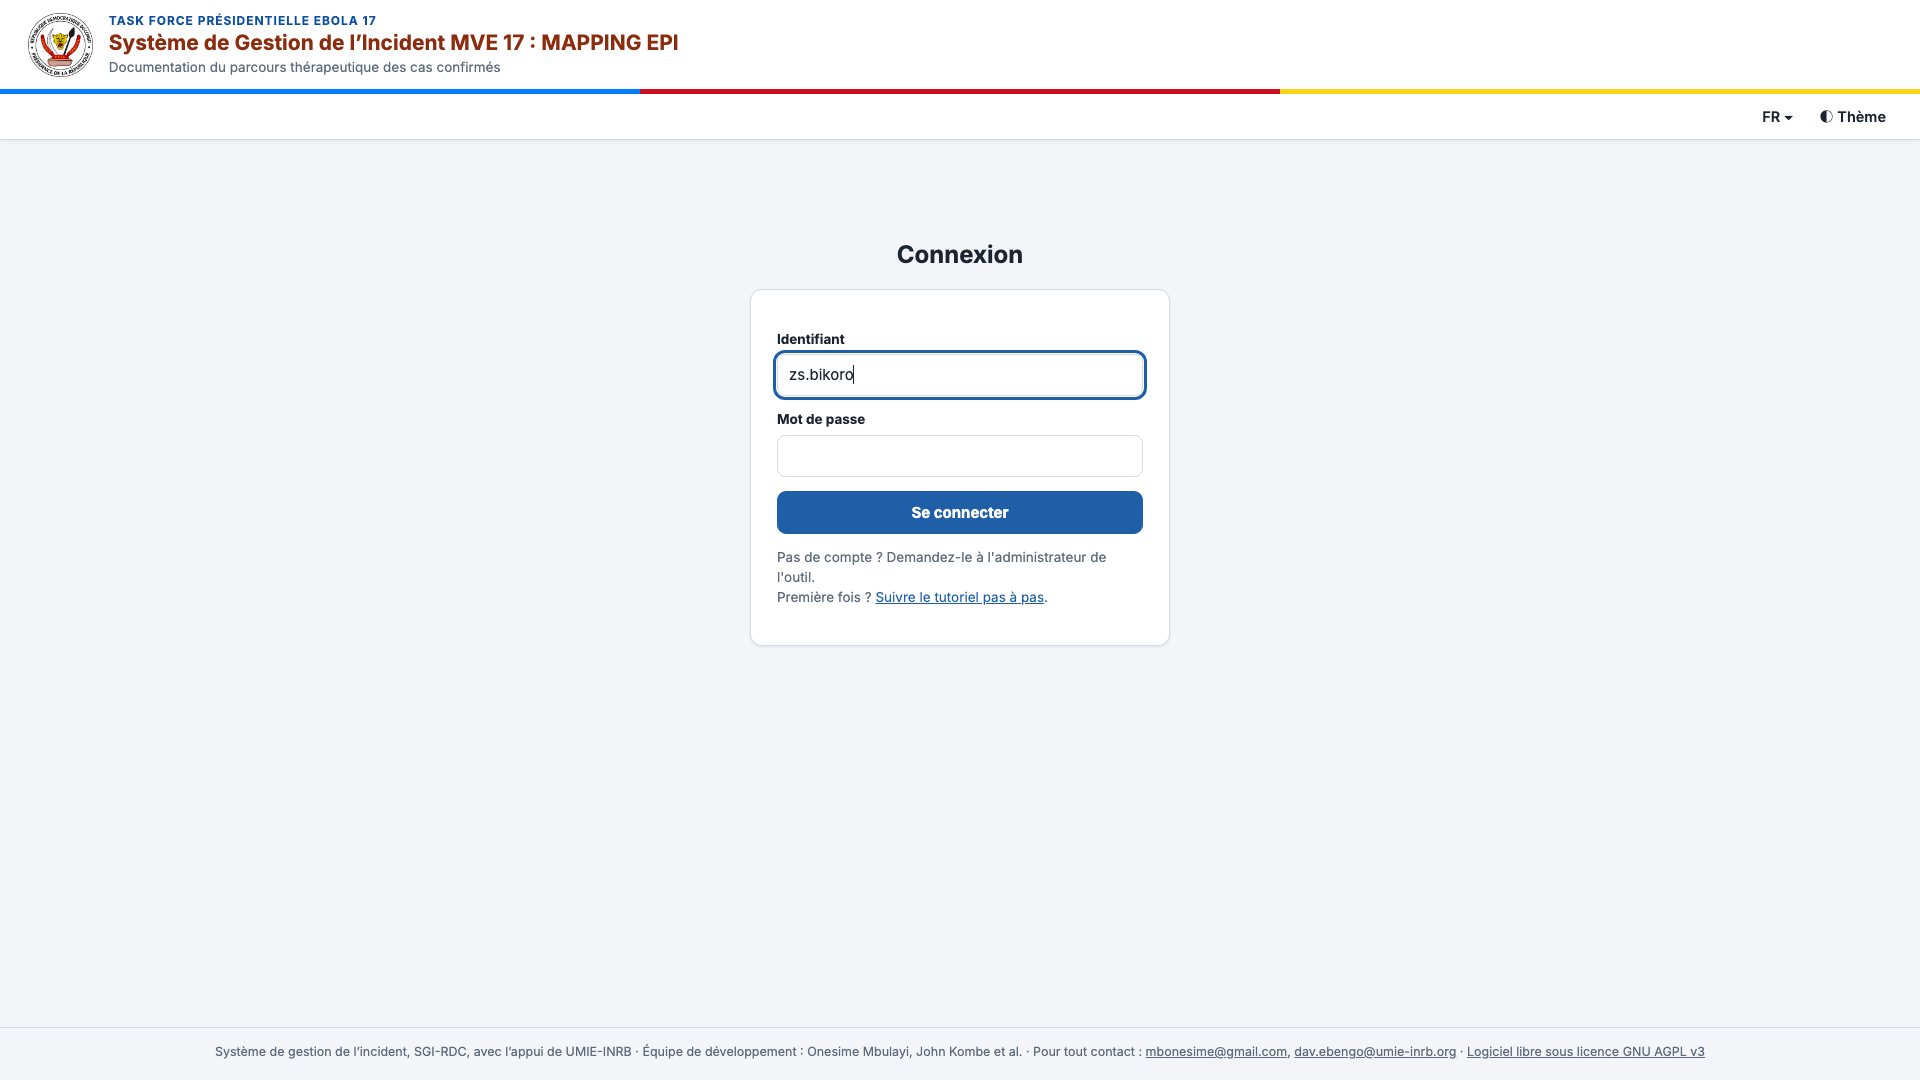 TASK FORCE PRÉSIDENTIELLE EBOLA 17
Système de Gestion de l’Incident MVE 17 : MAPPING EPI
Documentation du parcours thérapeutique des cas confirmés
FR
Thème
Connexion
Identifiant
zs.bikoro
Mot de passe
Se connecter
Pas de compte ? Demandez-le à l'administrateur de
l'outil.
Première fois ? Suivre le tutoriel pas à pas.
Système de gestion de l’incident, SGI-RDC, avec l’appui de UMIE-INRB · Équipe de développement : Onesime Mbulayi, John Kombe et al. · Pour tout contact : mbonesime@gmail.com, dav.ebengo@umie-inrb.org · Logiciel libre sous licence GNU AGPL v3